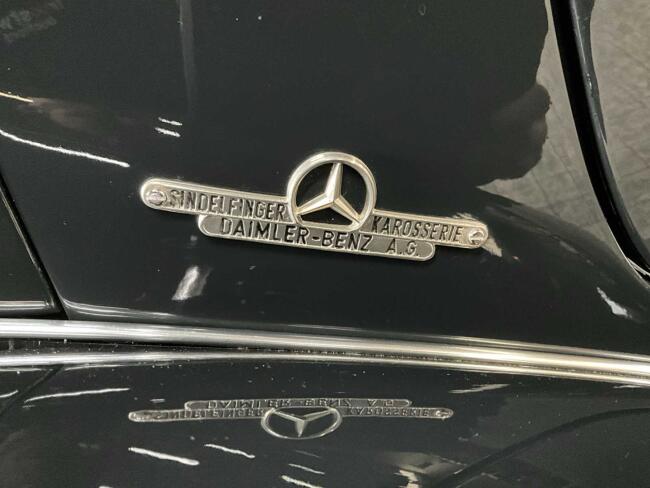 SINDELFINGER KAROSSERIE
DAIMLER-BENZ A.G.